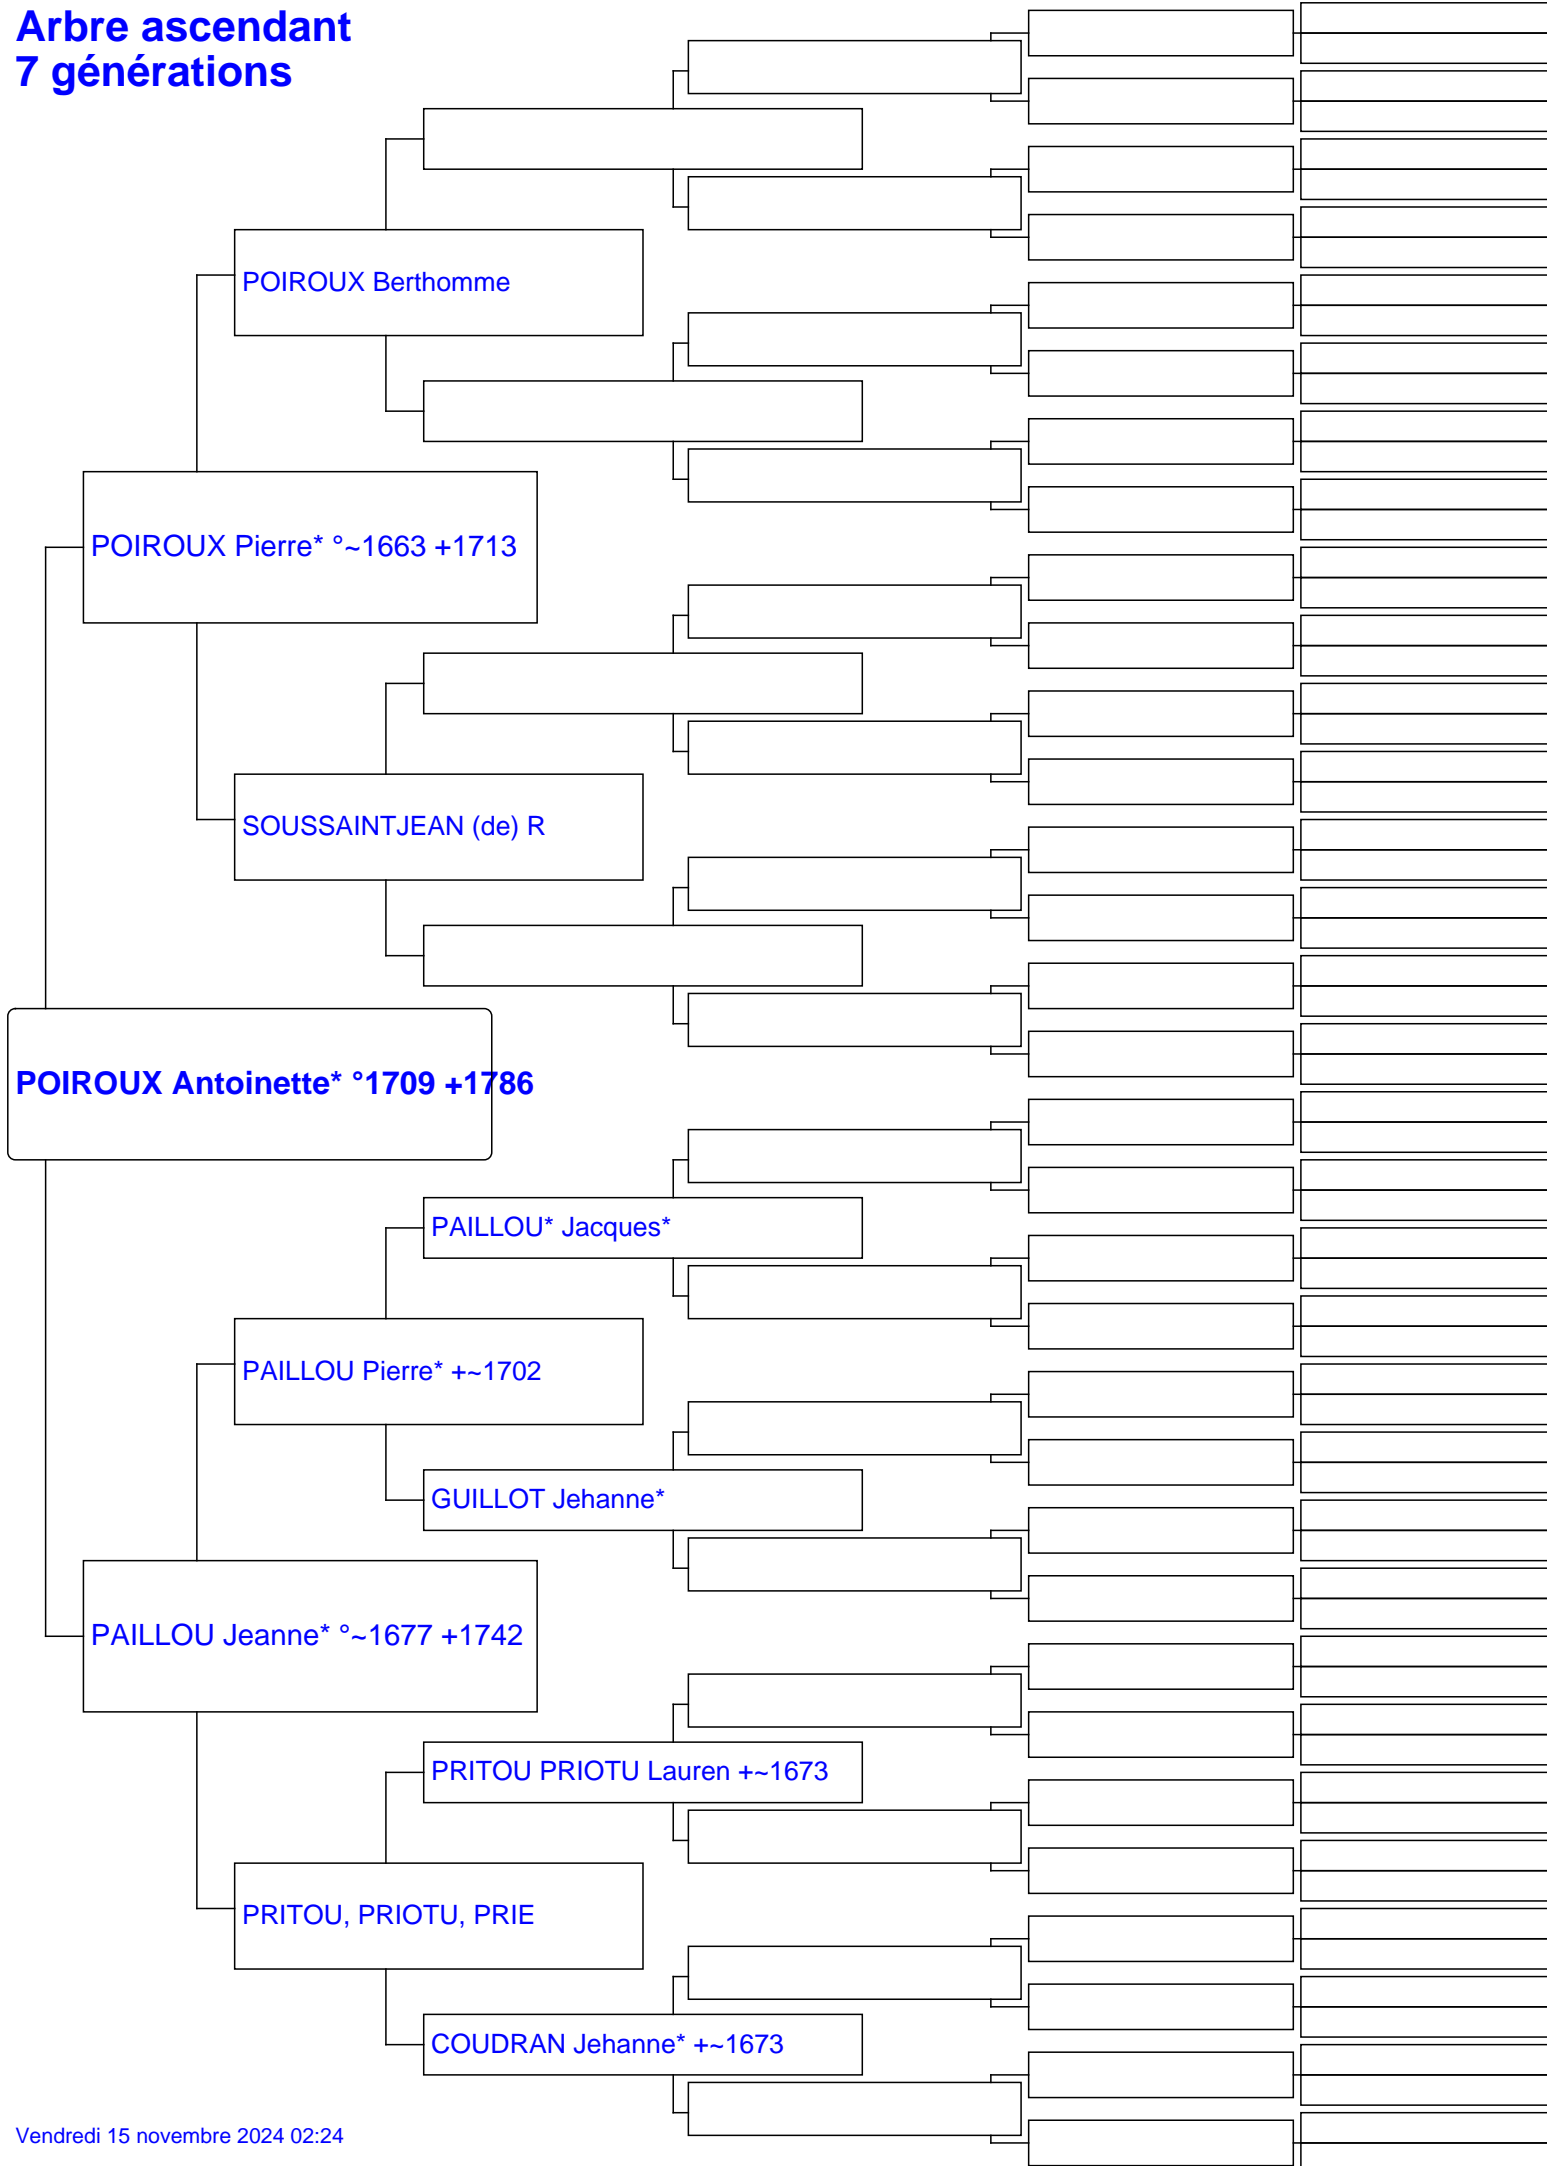 Arbre ascendant
7 générations
POIROUX Berthomme
POIROUX Pierre* °~1663 +1713
SOUSSAINTJEAN (de) R
POIROUX Antoinette* °1709 +1786
PAILLOU* Jacques*
PAILLOU Pierre* +~1702
GUILLOT Jehanne*
PAILLOU Jeanne* °~1677 +1742
PRITOU PRIOTU Lauren +~1673
PRITOU, PRIOTU, PRIE
COUDRAN Jehanne* +~1673
Vendredi 15 novembre 2024 02:24